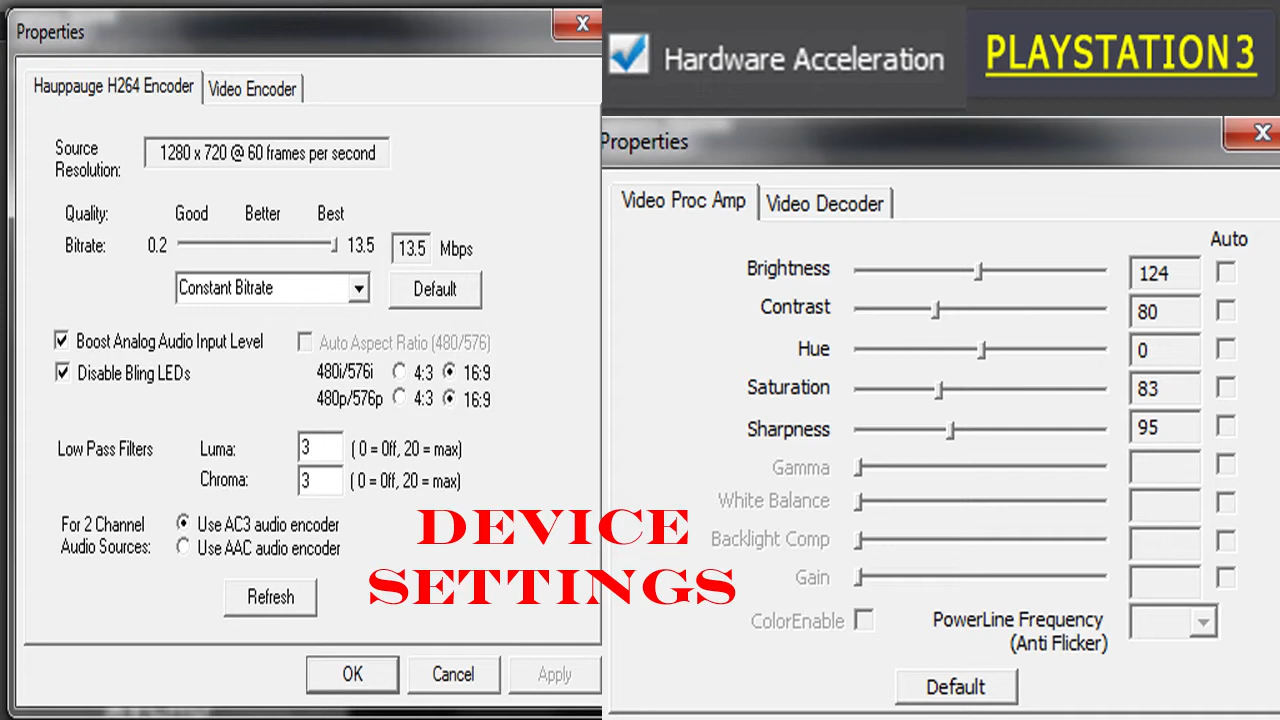 Properties
Hauppauge H264 Encoder
Video Encoder
Source
Resolution:
1280 x 720 @ 60 frames per second
Quality: Good Better Best
Bitrate: 0.2 13.5 13.5 Mbps
Constant Bitrate
Default
Boost Analog Audio Input Level
Auto Aspect Ratio (480/576)
Disable Bling LEDs
480i/576i 4:3 16:9
480p/576p 4:3 16:9
Low Pass Filters Luma: 3 ( 0 = Off, 20 = max)
Chroma: 3 ( 0 = Off, 20 = max)
For 2 Channel
Audio Sources:
Use AC3 audio encoder
Use AAC audio encoder
Refresh
OK Cancel Apply
DEVICE
SETTINGS
Hardware Acceleration
PLAYSTATION 3
Properties
Video Proc Amp
Video Decoder
Auto
Brightness 124
Contrast 80
Hue 0
Saturation 83
Sharpness 95
Gamma
White Balance
Backlight Comp
Gain
ColorEnable
PowerLine Frequency
(Anti Flicker)
Default